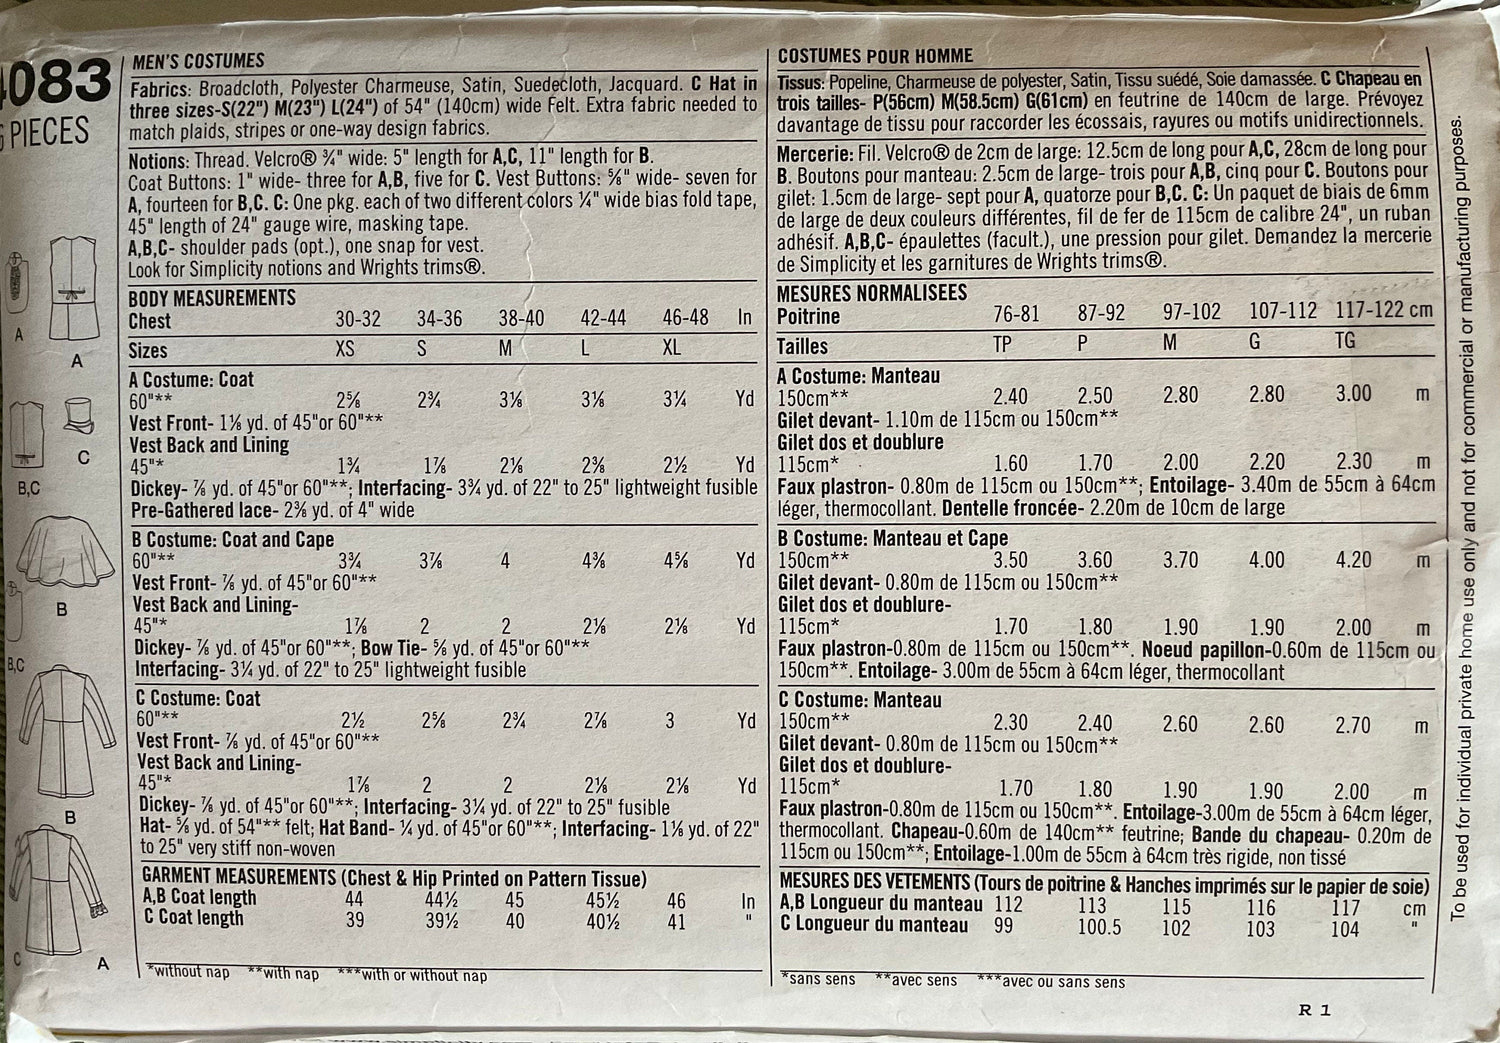 4083
PIECES
MEN'S COSTUMES
Fabrics: Broadcloth, Polyester Charmeuse, Satin, Suedecloth, Jacquard. C Hat in
three sizes-S(22") M(23") L(24") of 54" (140cm) wide Felt. Extra fabric needed to
match plaids, stripes or one-way design fabrics.
Notions: Thread. Velcro® ¾" wide: 5" length for A,C, 11" length for B.
Coat Buttons: 1" wide- three for A,B, five for C. Vest Buttons: ⅝" wide- seven for
A, fourteen for B,C. C: One pkg. each of two different colors ¼" wide bias fold tape,
45" length of 24" gauge wire, masking tape.
A,B,C- shoulder pads (opt.), one snap for vest.
Look for Simplicity notions and Wrights trims®.
BODY MEASUREMENTS
Chest 30-32 34-36 38-40 42-44 46-48 In
Sizes XS S M L XL
A Costume: Coat
60"** 2⅝ 2¾ 3⅛ 3⅛ 3¼ Yd
Vest Front- 1⅛ yd. of 45"or 60"**
Vest Back and Lining
45"* 1¾ 1⅞ 2⅛ 2⅜ 2½ Yd
Dickey- ⅞ yd. of 45"or 60"**; Interfacing- 3¾ yd. of 22" to 25" lightweight fusible
Pre-Gathered lace- 2⅜ yd. of 4" wide
B Costume: Coat and Cape
60"** 3¾ 3⅞ 4 4⅜ 4⅝ Yd
Vest Front- ⅞ yd. of 45"or 60"**
Vest Back and Lining-
45"* 1⅞ 2 2 2⅛ 2⅛ Yd
Dickey- ⅞ yd. of 45"or 60"**; Bow Tie- ⅝ yd. of 45"or 60"**
Interfacing- 3¼ yd. of 22" to 25" lightweight fusible
C Costume: Coat
60"** 2½ 2⅝ 2¾ 2⅞ 3 Yd
Vest Front- ⅞ yd. of 45"or 60"**
Vest Back and Lining-
45"* 1⅞ 2 2 2⅛ 2⅛ Yd
Dickey- ⅞ yd. of 45"or 60"**; Interfacing- 3¼ yd. of 22" to 25" fusible
Hat- ⅝ yd. of 54"** felt; Hat Band- ¼ yd. of 45"or 60"**; Interfacing- 1⅛ yd. of 22"
to 25" very stiff non-woven
GARMENT MEASUREMENTS (Chest & Hip Printed on Pattern Tissue)
A,B Coat length 44 44½ 45 45½ 46 In
C Coat length 39 39½ 40 40½ 41 "
*without nap **with nap ***with or without nap
COSTUMES POUR HOMME
Tissus: Popeline, Charmeuse de polyester, Satin, Tissu suédé, Soie damassée. C Chapeau en
trois tailles- P(56cm) M(58.5cm) G(61cm) en feutrine de 140cm de large. Prévoyez
davantage de tissu pour raccorder les écossais, rayures ou motifs unidirectionnels.
Mercerie: Fil. Velcro® de 2cm de large: 12.5cm de long pour A,C, 28cm de long pour
B. Boutons pour manteau: 2.5cm de large- trois pour A,B, cinq pour C. Boutons pour
gilet: 1.5cm de large- sept pour A, quatorze pour B,C. C: Un paquet de biais de 6mm
de large de deux couleurs différentes, fil de fer de 115cm de calibre 24", un ruban
adhésif. A,B,C- épaulettes (facult.), une pression pour gilet. Demandez la mercerie
de Simplicity et les garnitures de Wrights trims®.
MESURES NORMALISEES
Poitrine 76-81 87-92 97-102 107-112 117-122 cm
Tailles TP P M G TG
A Costume: Manteau
150cm** 2.40 2.50 2.80 2.80 3.00 m
Gilet devant- 1.10m de 115cm ou 150cm**
Gilet dos et doublure
115cm* 1.60 1.70 2.00 2.20 2.30 m
Faux plastron- 0.80m de 115cm ou 150cm**; Entoilage- 3.40m de 55cm à 64cm
léger, thermocollant. Dentelle froncée- 2.20m de 10cm de large
B Costume: Manteau et Cape
150cm** 3.50 3.60 3.70 4.00 4.20 m
Gilet devant- 0.80m de 115cm ou 150cm**
Gilet dos et doublure-
115cm* 1.70 1.80 1.90 1.90 2.00 m
Faux plastron-0.80m de 115cm ou 150cm**. Noeud papillon-0.60m de 115cm ou
150cm**. Entoilage- 3.00m de 55cm à 64cm léger, thermocollant
C Costume: Manteau
150cm** 2.30 2.40 2.60 2.60 2.70 m
Gilet devant- 0.80m de 115cm ou 150cm**
Gilet dos et doublure-
115cm* 1.70 1.80 1.90 1.90 2.00 m
Faux plastron-0.80m de 115cm ou 150cm**. Entoilage-3.00m de 55cm à 64cm léger,
thermocollant. Chapeau-0.60m de 140cm** feutrine; Bande du chapeau- 0.20m de
115cm ou 150cm**; Entoilage-1.00m de 55cm à 64cm très rigide, non tissé
MESURES DES VETEMENTS (Tours de poitrine & Hanches imprimés sur le papier de soie)
A,B Longueur du manteau 112 113 115 116 117 cm
C Longueur du manteau 99 100.5 102 103 104 "
*sans sens **avec sens ***avec ou sans sens
R 1
To be used for individual private home use only and not for commercial or manufacturing purposes.
A
A
C
B,C
B
B,C
B
C
A